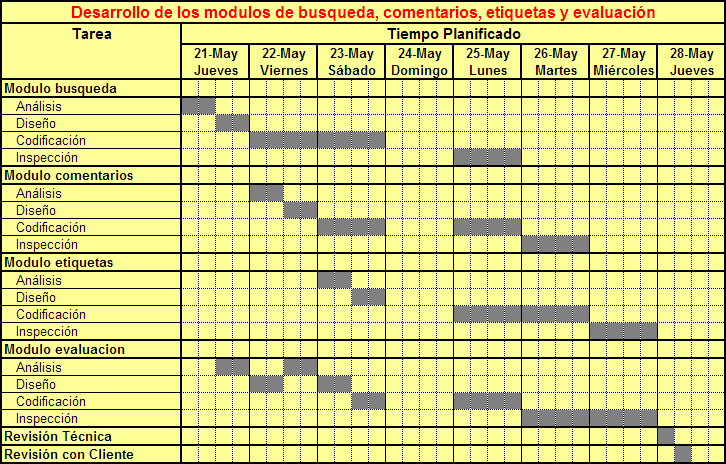 Desarrollo de los modulos de busqueda, comentarios, etiquetas y evaluación
Tarea Tiempo Planificado
21-May 22-May 23-May 24-May 25-May 26-May 27-May 28-May
Jueves Viernes Sábado Domingo Lunes Martes Miércoles Jueves
Modulo busqueda
Análisis
Diseño
Codificación
Inspección
Modulo comentarios
Análisis
Diseño
Codificación
Inspección
Modulo etiquetas
Análisis
Diseño
Codificación
Inspección
Modulo evaluacion
Análisis
Diseño
Codificación
Inspección
Revisión Técnica
Revisión con Cliente